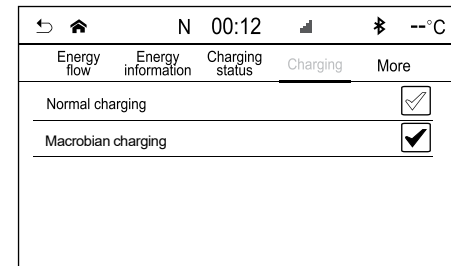 N 00:12 --°C
Energy flow Energy information Charging status Charging More
Normal charging
Macrobian charging